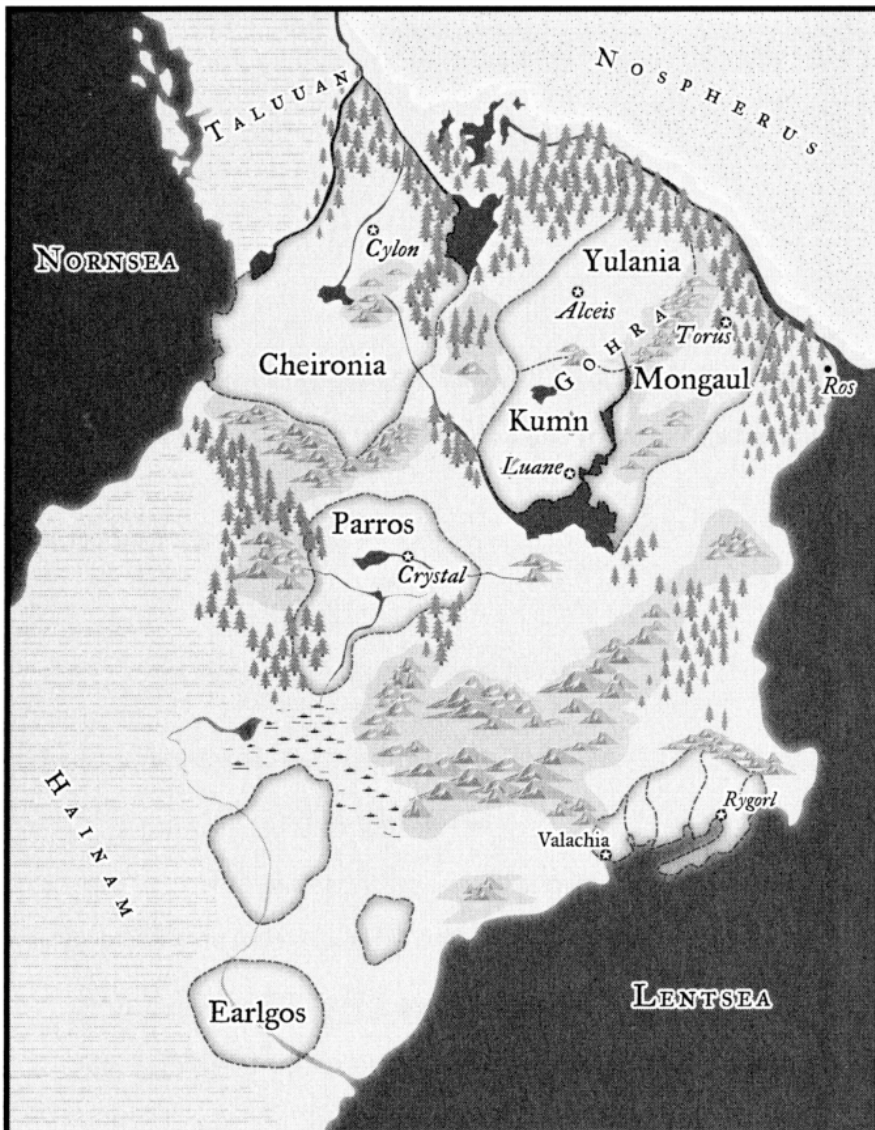 Nospherus
Taluuan
Cylon
Nornsea
Yulania
Alceis
Gohra
Torus
Cheironia
Mongaul
Ros
Kumn
Luane
Parros
Crystal
Hainam
Rygorl
Valachia
Lentsea
Earlgos